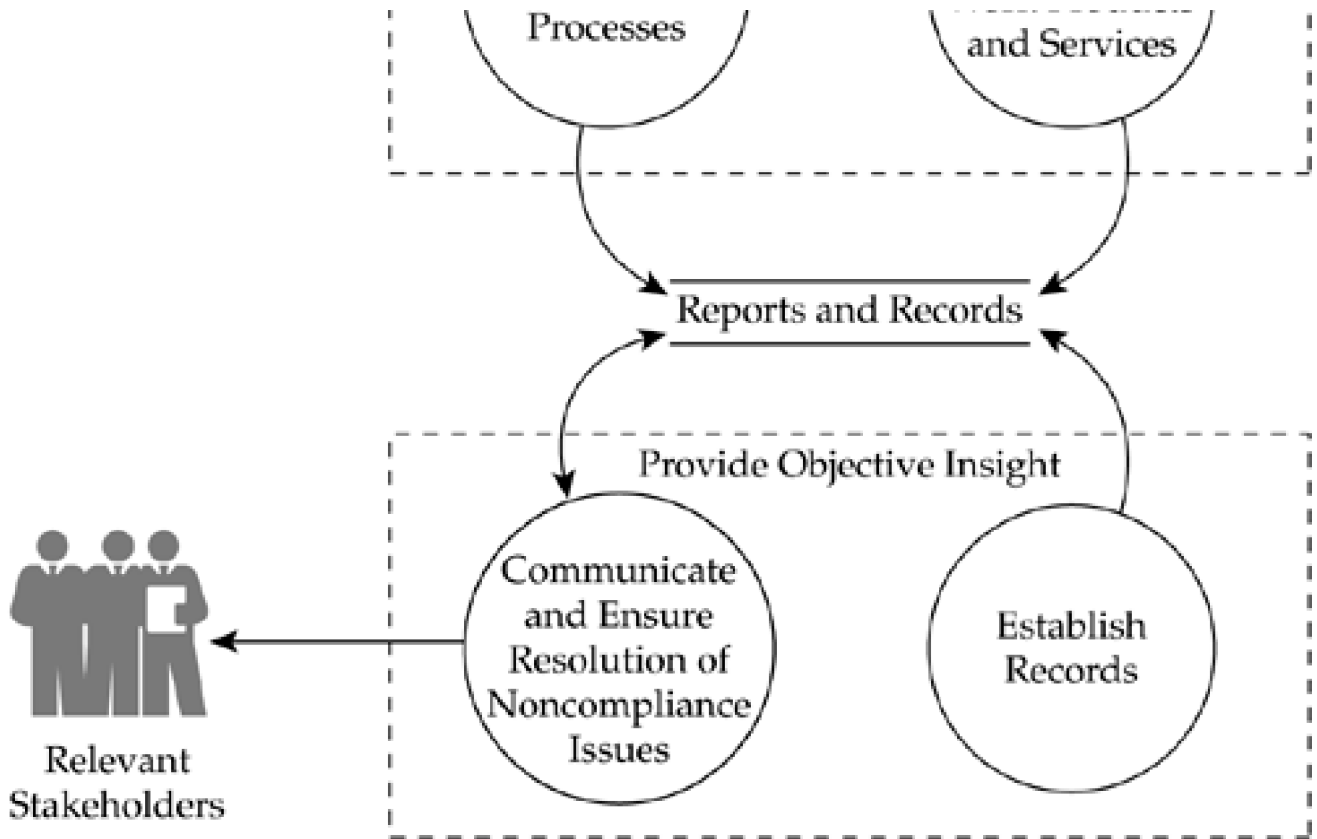 Processes
and Services
Reports and Records
Provide Objective Insight
Communicate
and Ensure
Resolution of
Noncompliance
Issues
Establish
Records
Relevant
Stakeholders